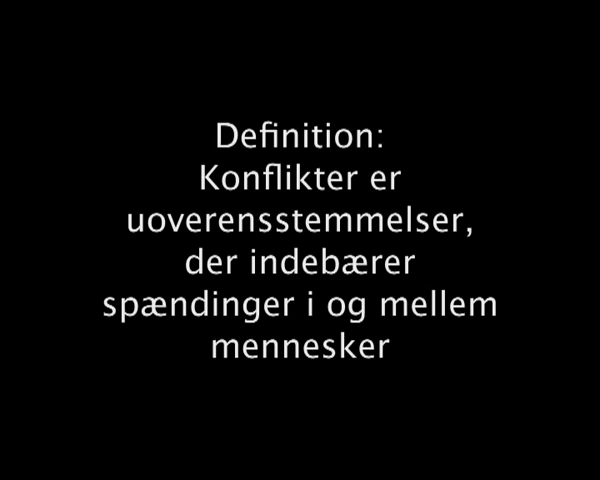 Definition:
Konflikter er
uoverensstemmelser,
der indebærer
spændinger i og mellem
mennesker